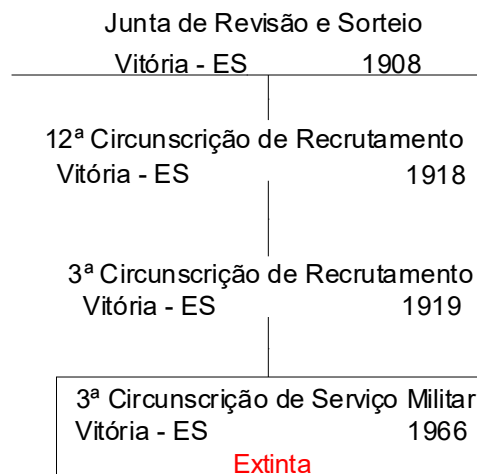 Junta de Revisão e Sorteio
Vitória - ES 1908
12ª Circunscrição de Recrutamento
Vitória - ES 1918
3ª Circunscrição de Recrutamento
Vitória - ES 1919
3ª Circunscrição de Serviço Militar
Vitória - ES 1966
Extinta